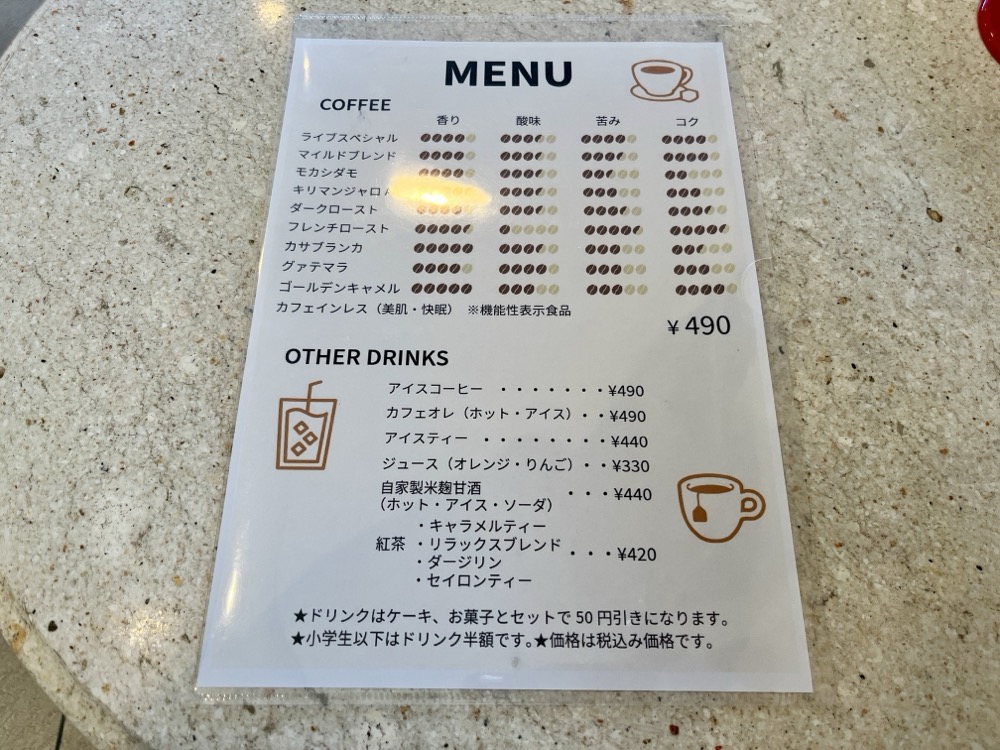 MENU
COFFEE
香り 酸味 苦み コク
ライブスペシャル
マイルドブレンド
モカシダモ
キリマンジャロ
ダークロースト
フレンチロースト
カサブランカ
グァテマラ
ゴールデンキャメル
カフェインレス（美肌・快眠） ※機能性表示食品
¥490
OTHER DRINKS
アイスコーヒー ・・・・・・・¥490
カフェオレ（ホット・アイス）・・¥490
アイスティー ・・・・・・・・¥440
ジュース（オレンジ・りんご）・・¥330
自家製米麹甘酒 ・・・¥440
（ホット・アイス・ソーダ）
・キャラメルティー
紅茶 ・リラックスブレンド ・・・¥420
・ダージリン
・セイロンティー
★ドリンクはケーキ、お菓子とセットで50円引きになります。
★小学生以下はドリンク半額です。★価格は税込み価格です。